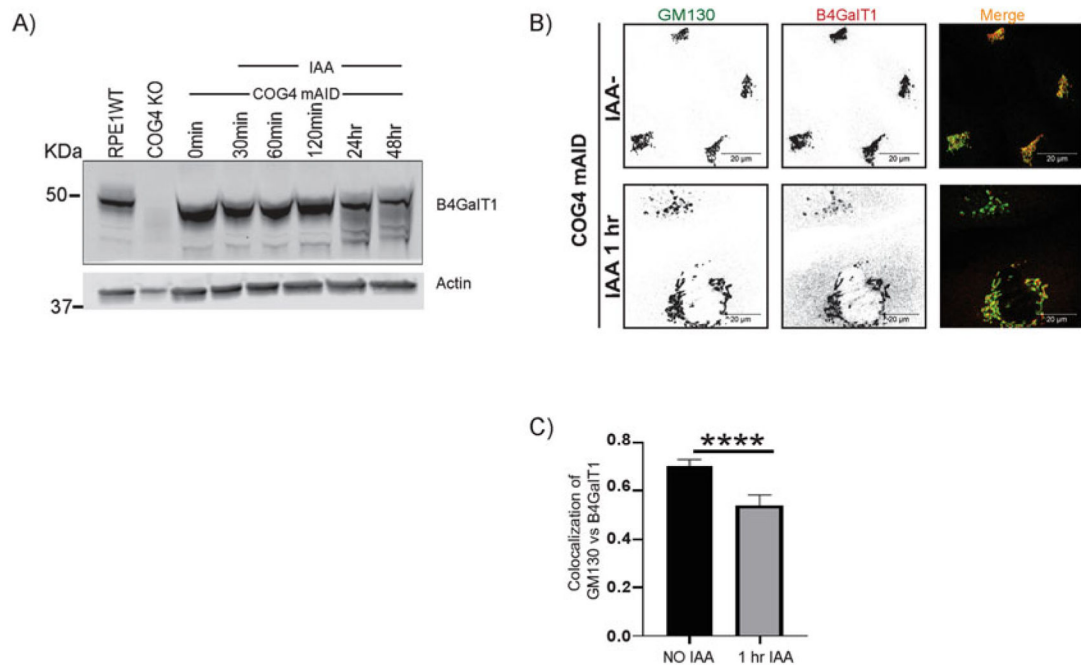 A)
IAA
COG4 mAID
RPE1WT
COG4 KO
0min
30min
60min
120min
24hr
48hr
KDa
50
B4GalT1
Actin
37
B)
GM130
B4GalT1
Merge
COG4 mAID
IAA-
20 µm
20 µm
20 µm
IAA 1 hr
20 µm
20 µm
20 µm
C)
****
Colocalization of
GM130 vs B4GalT1
0.8
0.6
0.4
0.2
0.0
NO IAA
1 hr IAA